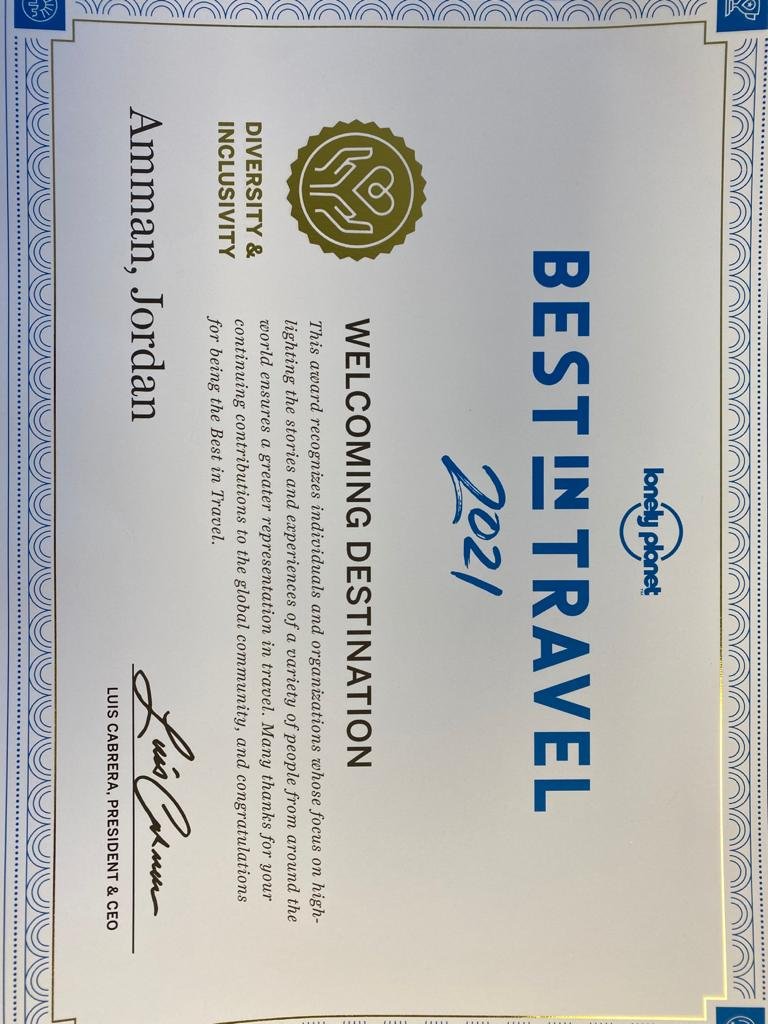 lonely planet
BEST IN TRAVEL
2021
WELCOMING DESTINATION
This award recognizes individuals and organizations whose focus on high-
lighting the stories and experiences of a variety of people from around the
world ensures a greater representation in travel. Many thanks for your
continuing contributions to the global community, and congratulations
for being the Best in Travel.
DIVERSITY &
INCLUSIVITY
Amman, Jordan
Luis Cabrera
LUIS CABRERA, PRESIDENT & CEO